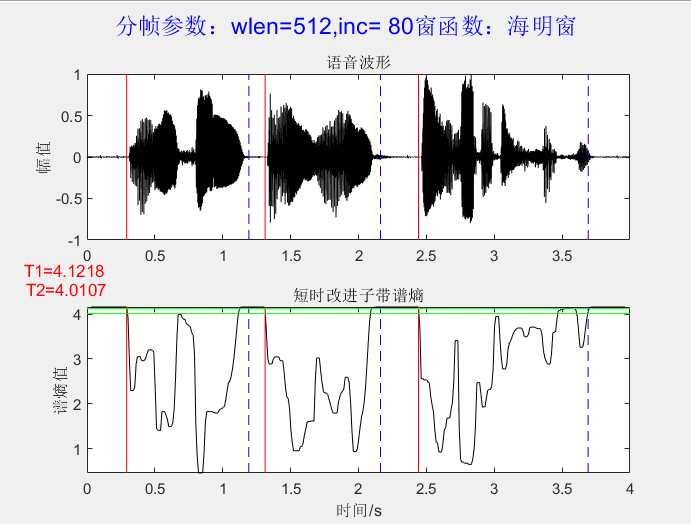 分帧参数：wlen=512,inc= 80窗函数：海明窗
语音波形
1
0.5
0
-0.5
-1
幅值
0 0.5 1 1.5 2 2.5 3 3.5
T1=4.1218
T2=4.0107
短时改进子带谱熵
4
3
2
1
谱熵值
0 0.5 1 1.5 2 2.5 3 3.5 4
时间/s